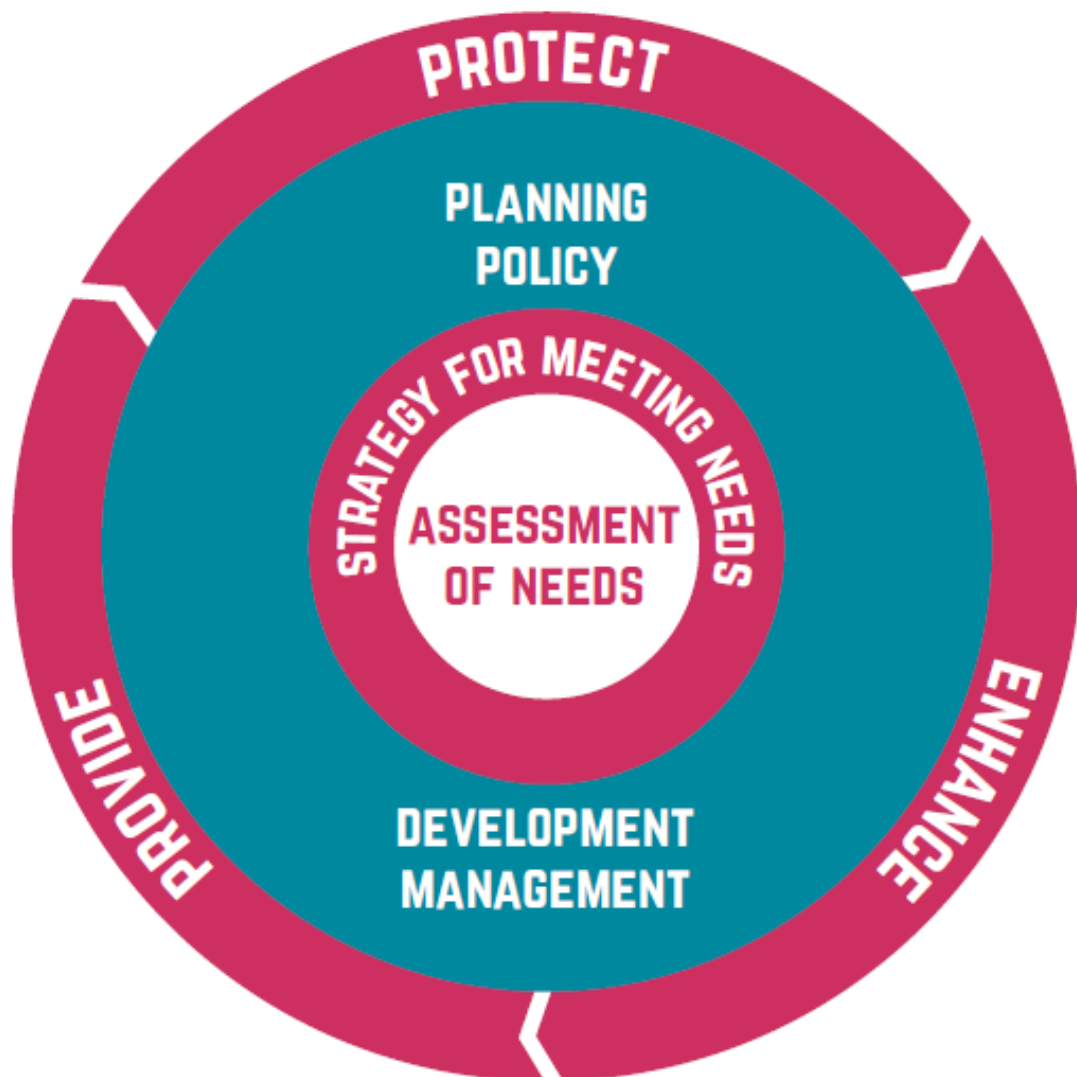 PROTECT
PLANNING
POLICY
STRATEGY FOR MEETING NEEDS
ASSESSMENT
OF NEEDS
PROVIDE
ENHANCE
DEVELOPMENT
MANAGEMENT